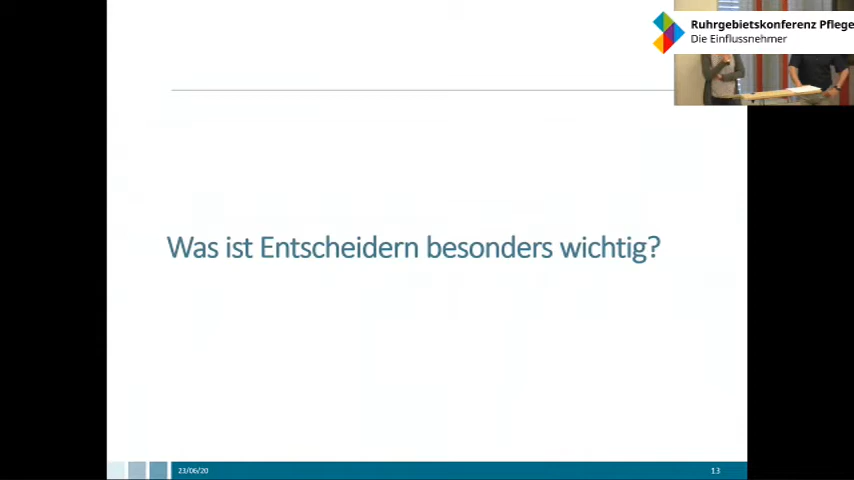 Ruhrgebietskonferenz Pflege
Die Einflussnehmer
Was ist Entscheidern besonders wichtig?
23/06/20
13